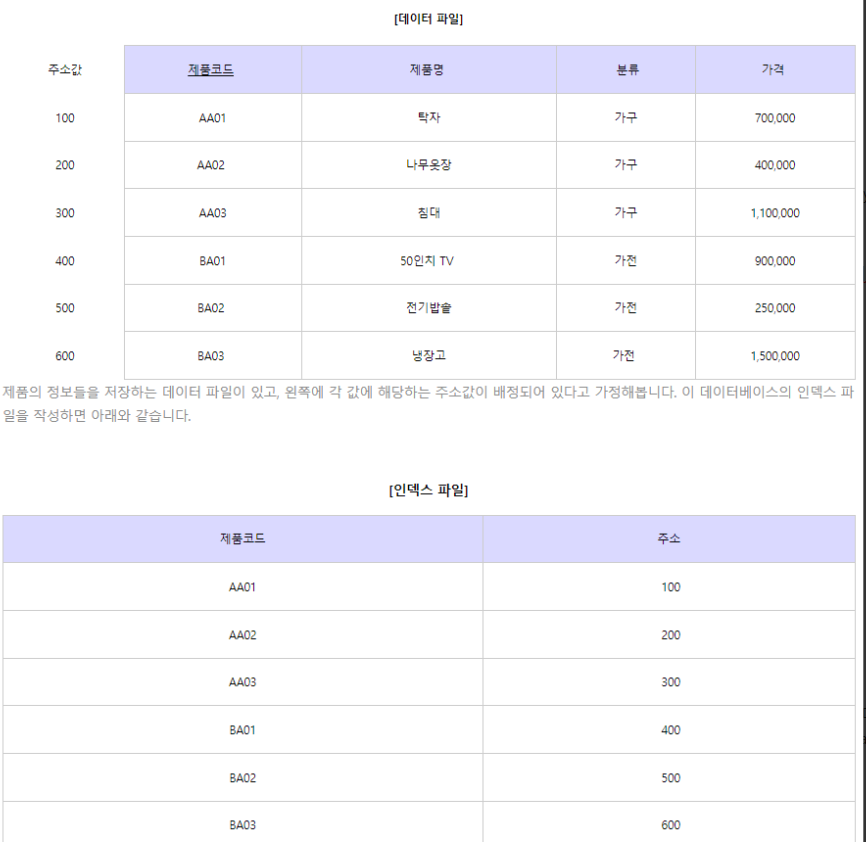 [데이터 파일]
주소값 제품코드 제품명 분류 가격
100 AA01 탁자 가구 700,000
200 AA02 나무옷장 가구 400,000
300 AA03 침대 가구 1,100,000
400 BA01 50인치 TV 가전 900,000
500 BA02 전기밥솥 가전 250,000
600 BA03 냉장고 가전 1,500,000
제품의 정보들을 저장하는 데이터 파일이 있고, 왼쪽에 각 값에 해당하는 주소값이 배정되어 있다고 가정해봅니다. 이 데이터베이스의 인덱스 파
일을 작성하면 아래와 같습니다.
[인덱스 파일]
제품코드 주소
AA01 100
AA02 200
AA03 300
BA01 400
BA02 500
BA03 600